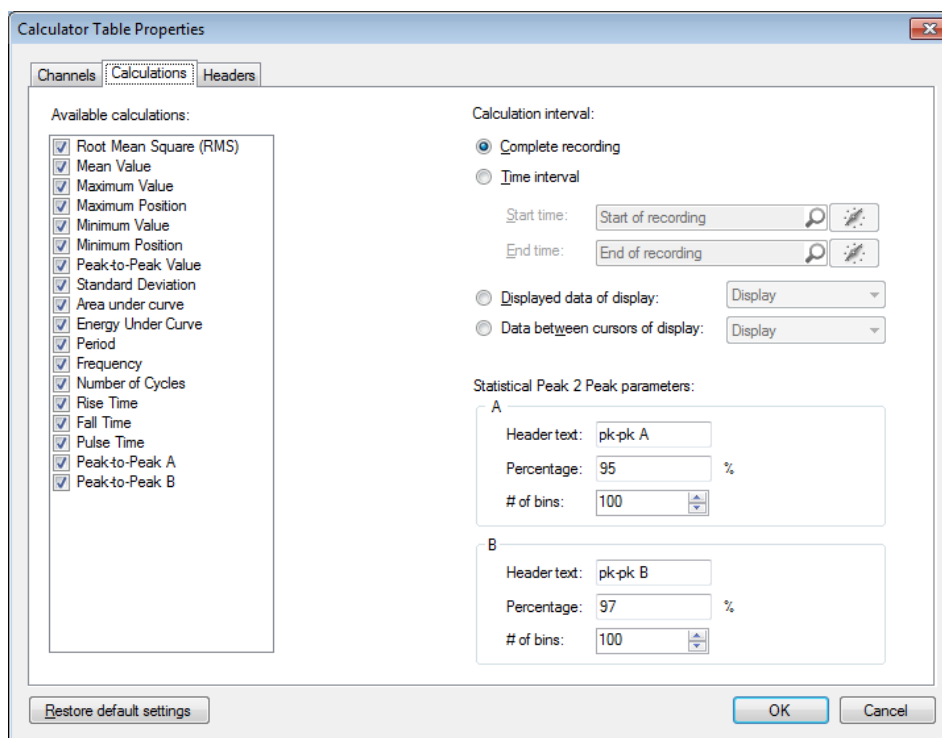 Calculator Table Properties
Channels Calculations Headers
Available calculations:
Root Mean Square (RMS)
Mean Value
Maximum Value
Maximum Position
Minimum Value
Minimum Position
Peak-to-Peak Value
Standard Deviation
Area under curve
Energy Under Curve
Period
Frequency
Number of Cycles
Rise Time
Fall Time
Pulse Time
Peak-to-Peak A
Peak-to-Peak B
Calculation interval:
Complete recording
Time interval
Start time: Start of recording
End time: End of recording
Displayed data of display: Display
Data between cursors of display: Display
Statistical Peak 2 Peak parameters:
A
Header text: pk-pk A
Percentage: 95 %
# of bins: 100
B
Header text: pk-pk B
Percentage: 97 %
# of bins: 100
Restore default settings OK Cancel